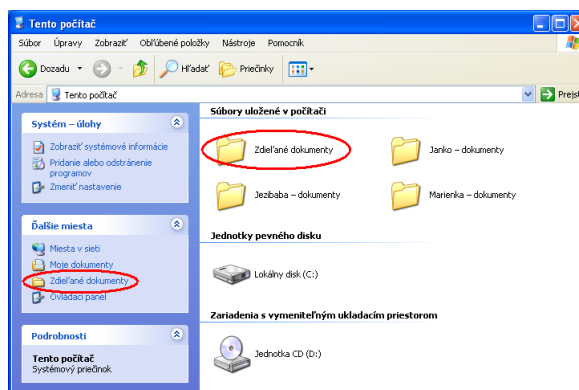 Tento počítač
Súbor Úpravy Zobraziť Obľúbené položky Nástroje Pomocník
Dozadu Hľadať Priečinky
Adresa Tento počítač
Systém – úlohy
Zobraziť systémové informácie
Pridanie alebo odstránenie
programov
Zmeniť nastavenie
Ďalšie miesta
Miesta v sieti
Moje dokumenty
Zdieľané dokumenty
Ovládací panel
Podrobnosti
Tento počítač
Systémový priečinok
Súbory uložené v počítači
Zdieľané dokumenty Janko – dokumenty
Jezibaba – dokumenty Marienka – dokumenty
Jednotky pevného disku
Lokálny disk (C:)
Zariadenia s vymeniteľným ukladacím priestorom
Jednotka CD (D:)